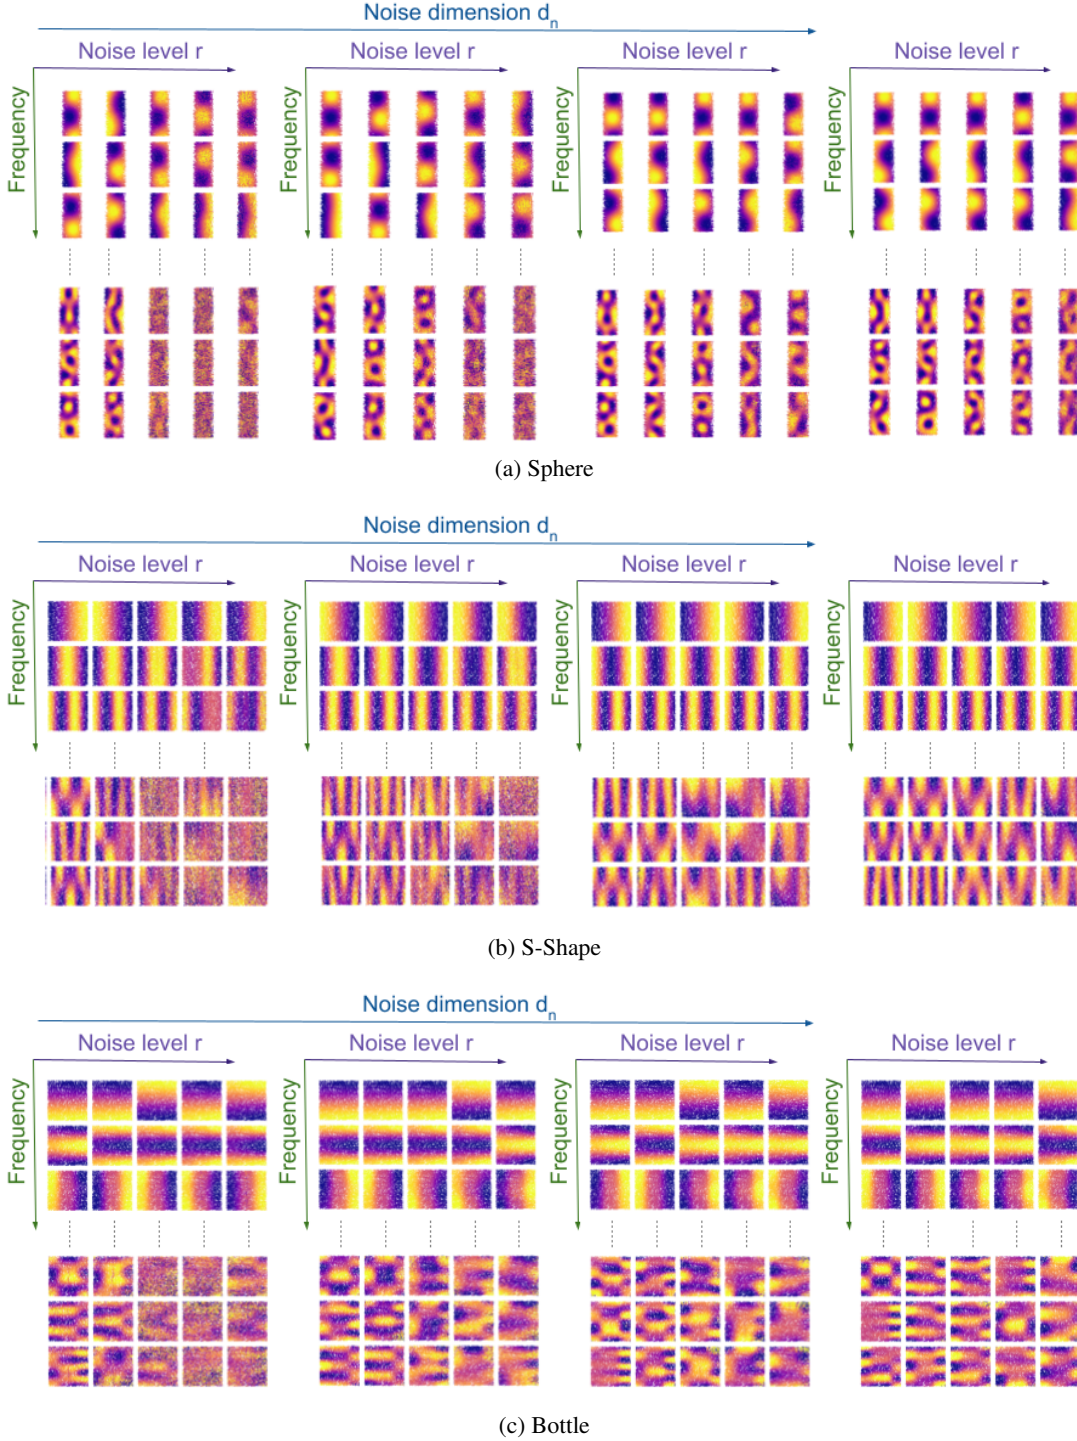 Noise dimension d_n
Noise level r Noise level r Noise level r Noise level r
Frequency Frequency Frequency Frequency
(a) Sphere
Noise dimension d_n
Noise level r Noise level r Noise level r Noise level r
Frequency Frequency Frequency Frequency
(b) S-Shape
Noise dimension d_n
Noise level r Noise level r Noise level r Noise level r
Frequency Frequency Frequency Frequency
(c) Bottle